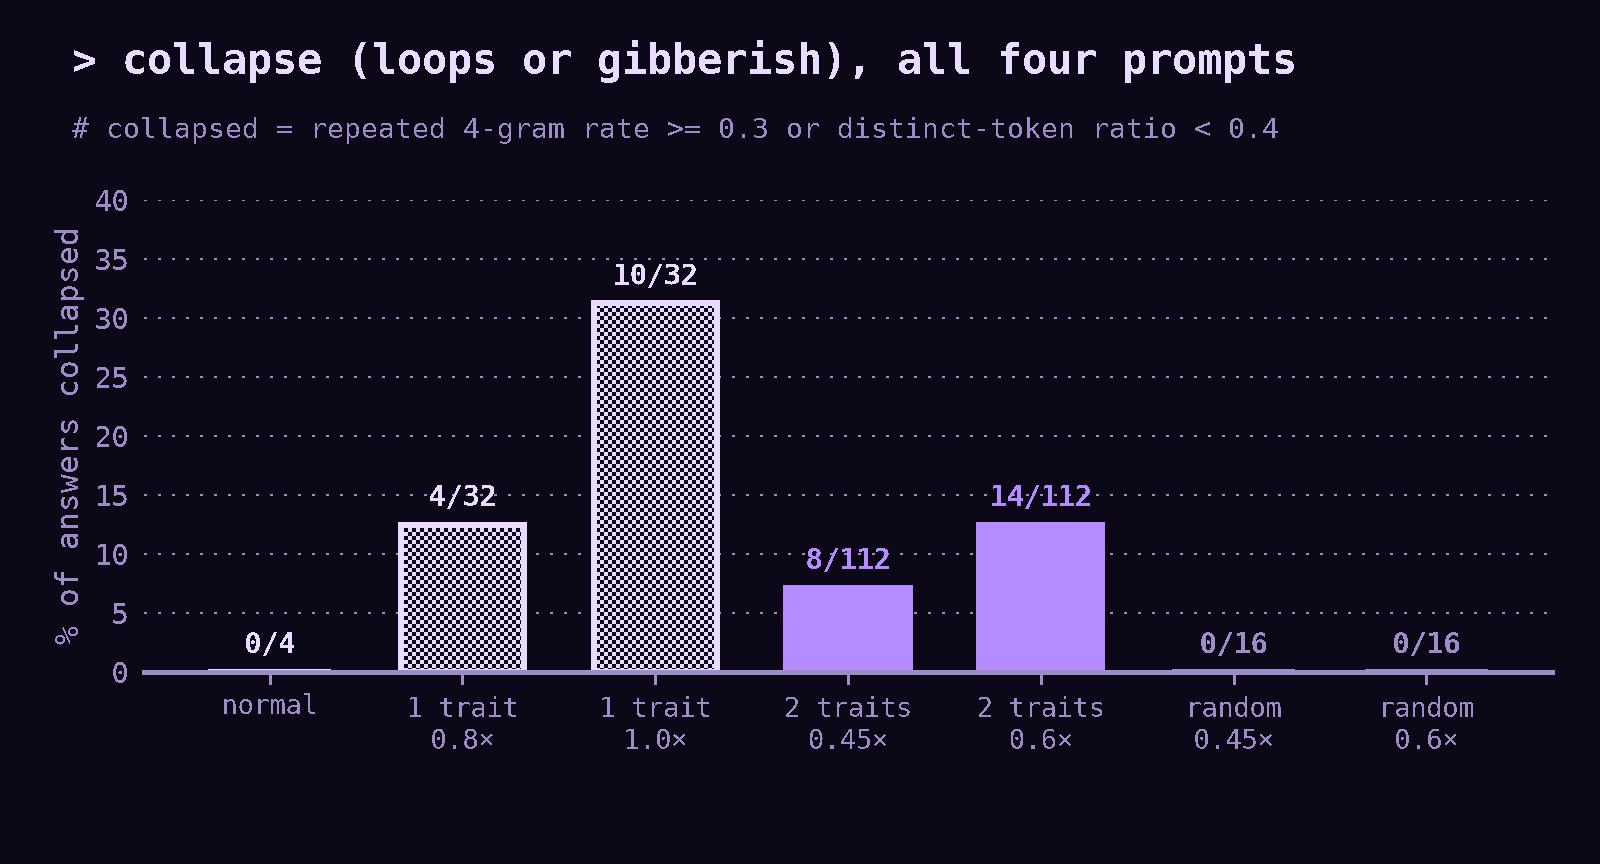 > collapse (loops or gibberish), all four prompts
# collapsed = repeated 4-gram rate >= 0.3 or distinct-token ratio < 0.4
% of answers collapsed
40
35
30
25
20
15
10
5
0
0/4
4/32
10/32
8/112
14/112
0/16
0/16
normal
1 trait
0.8×
1 trait
1.0×
2 traits
0.45×
2 traits
0.6×
random
0.45×
random
0.6×